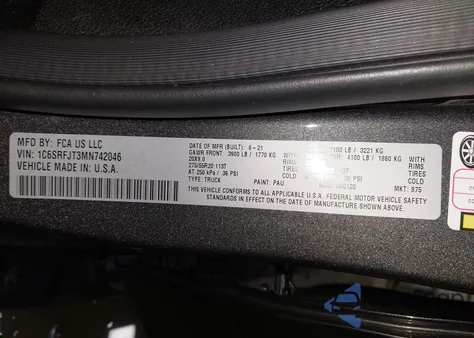 MFD BY: FCA US LLC
VIN: 1C6SRFJT3MN742046
VEHICLE MADE IN: U.S.A.
DATE OF MFR (BUILT): 6-21
7100 LB / 3221 KG
GAWR FRONT: 3900 LB / 1770 KG
4100 LB / 1860 KG
20X9.0
RIMS
275/55R20 113T
TIRES
AT 250 kPa / 36 PSI
36 PSI
TYPE: TRUCK
PAINT: PAU
MKT: 875
THIS VEHICLE CONFORMS TO ALL APPLICABLE U.S.A. FEDERAL MOTOR VEHICLE SAFETY
STANDARDS IN EFFECT ON THE DATE OF MANUFACTURE SHOWN ABOVE.